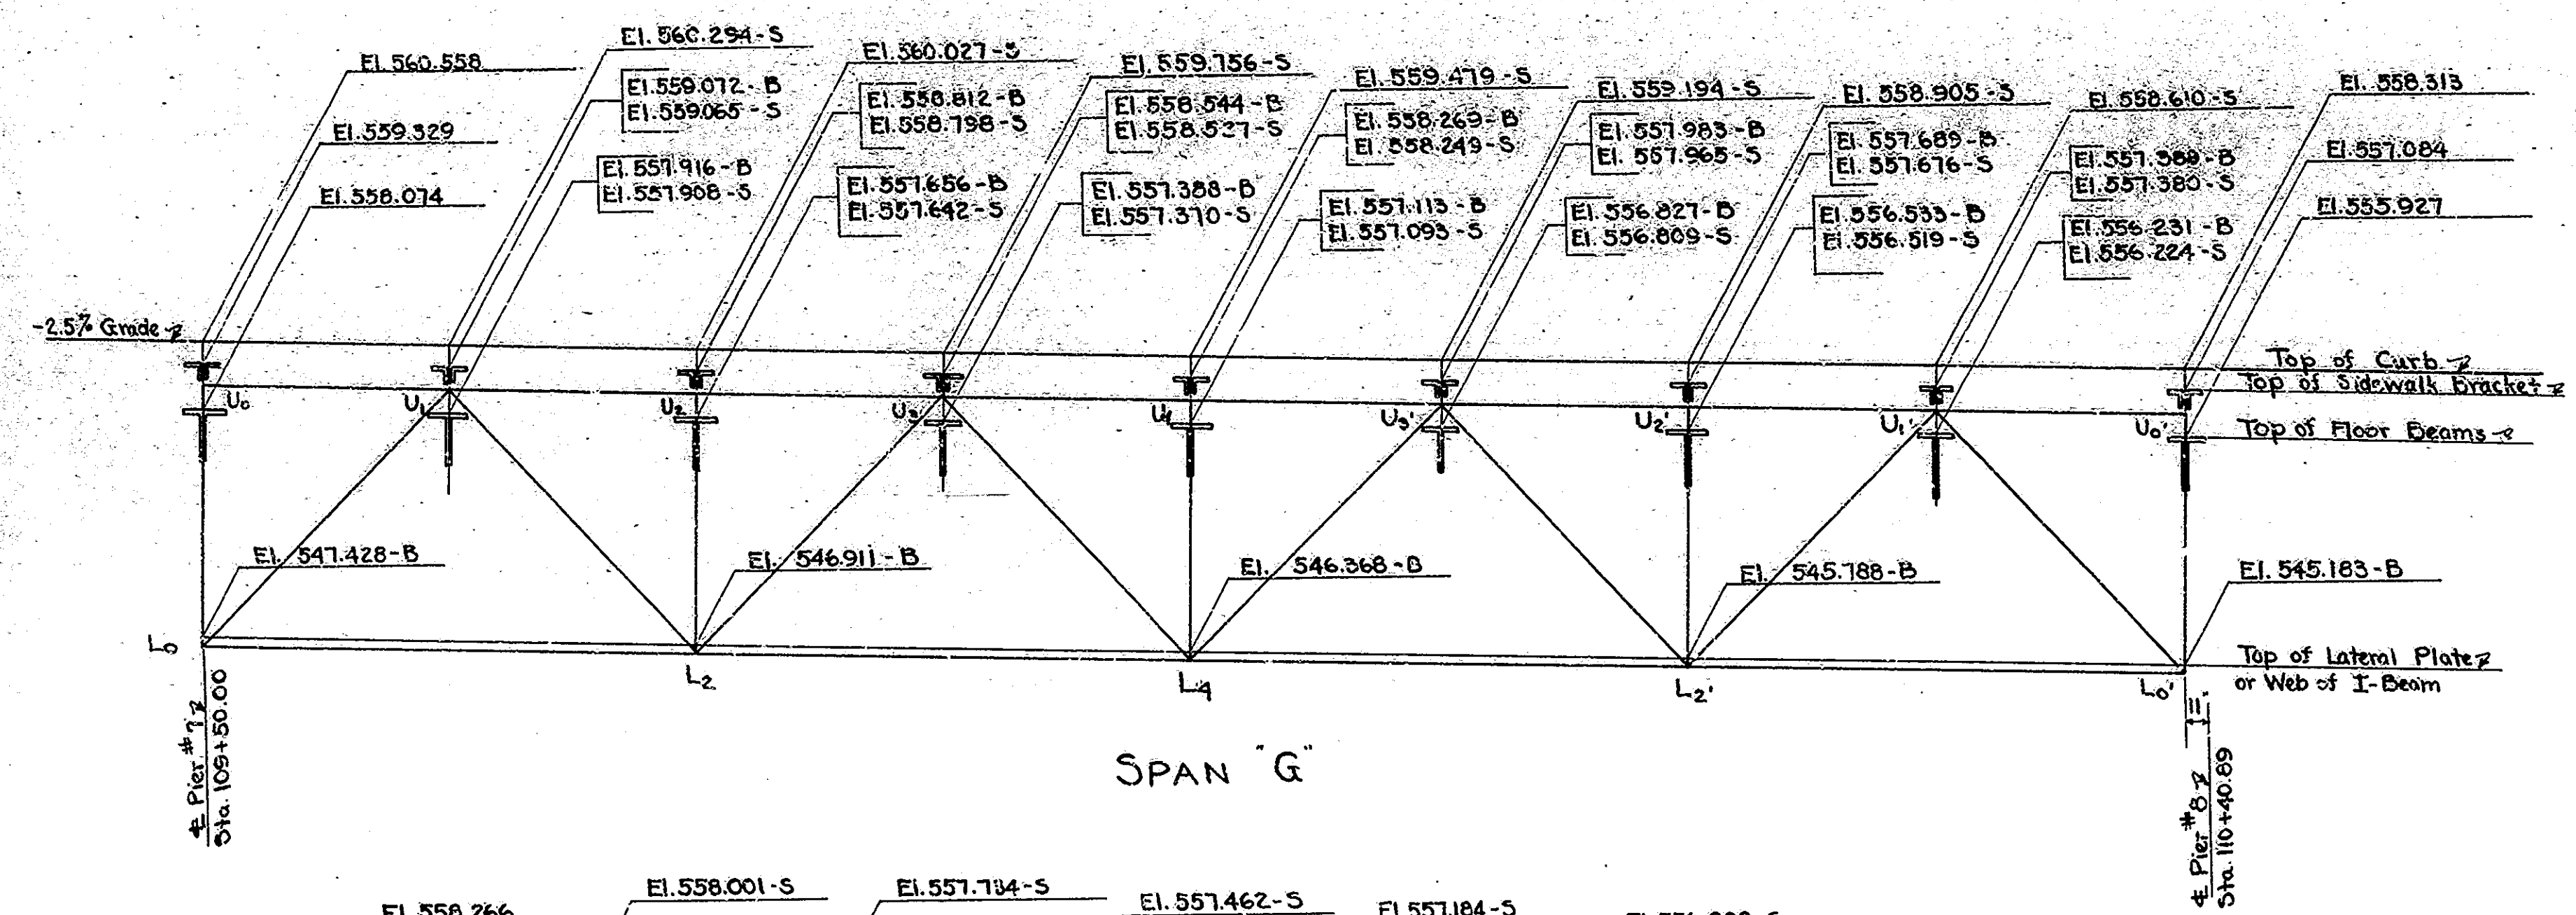 El. 560.558
El. 559.329
El. 558.074
El. 560.294-S
El. 559.072-B
El. 559.065-S
El. 557.916-B
El. 557.908-S
El. 560.027-S
El. 558.812-B
El. 558.798-S
El. 557.656-B
El. 557.642-S
El. 559.756-S
El. 558.544-B
El. 558.527-S
El. 557.388-B
El. 557.370-S
El. 559.479-S
El. 558.269-B
El. 558.249-S
El. 557.113-B
El. 557.093-S
El. 559.194-S
El. 557.983-B
El. 557.965-S
El. 556.827-B
El. 556.809-S
El. 558.905-S
El. 557.689-B
El. 557.676-S
El. 556.533-B
El. 556.519-S
El. 558.610-S
El. 557.388-B
El. 557.380-S
El. 556.231-B
El. 556.224-S
El. 558.313
El. 557.084
El. 555.927
-2.5% Grade
Top of Curb
Top of Sidewalk Bracket
Top of Floor Beams
U0
U1
U2
U3
U4
U3'
U2'
U1'
U0'
El. 547.428-B
El. 546.911-B
El. 546.368-B
El. 545.788-B
El. 545.183-B
L0
L2
L4
L2'
L0'
Top of Lateral Plate
or Web of I-Beam
℄ Pier #7
Sta. 109+50.00
11"
℄ Pier #8
Sta. 110+40.89
SPAN "G"
El. 558.266
El. 558.001-S
El. 557.734-S
El. 557.462-S
El. 557.184-S